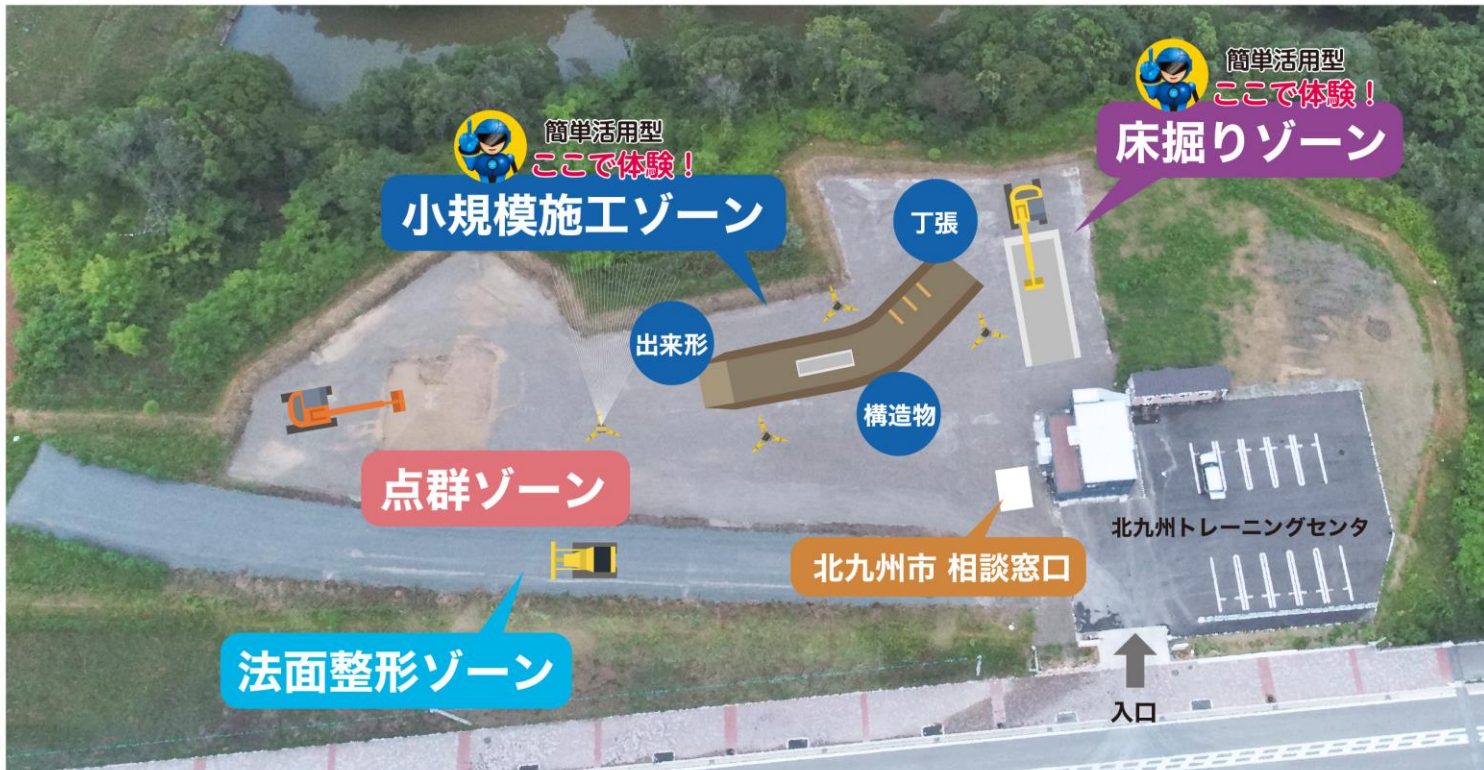 簡単活用型
ここで体験！
床掘りゾーン
簡単活用型
ここで体験！
小規模施工ゾーン
丁張
出来形
構造物
点群ゾーン
北九州トレーニングセンタ
北九州市 相談窓口
法面整形ゾーン
入口